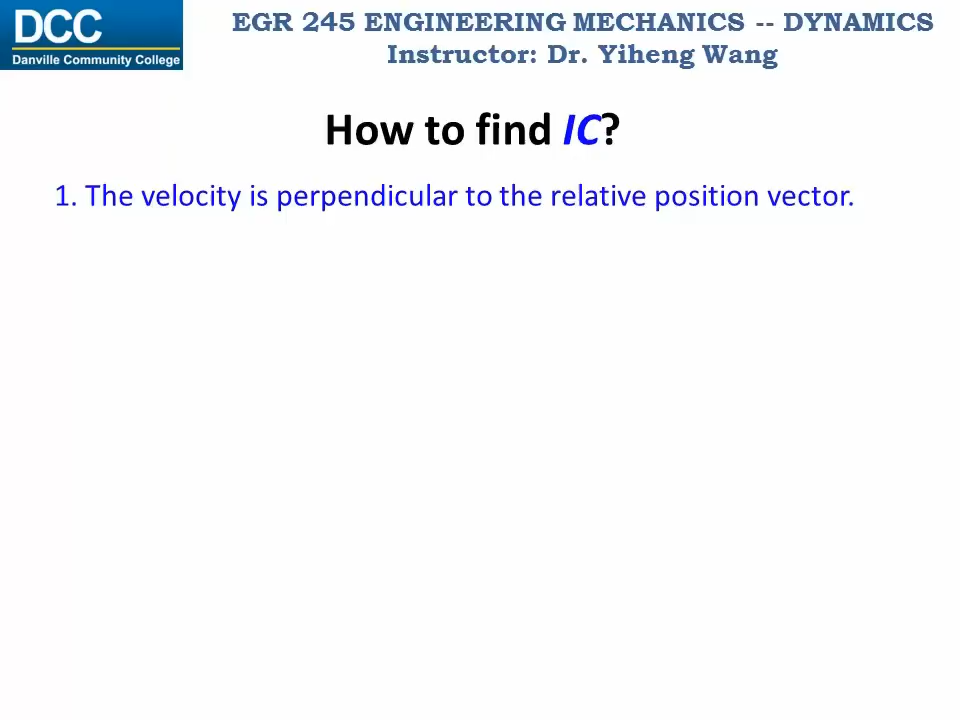 DCC
Danville Community College
EGR 245 ENGINEERING MECHANICS -- DYNAMICS
Instructor: Dr. Yiheng Wang
How to find IC?
1. The velocity is perpendicular to the relative position vector.